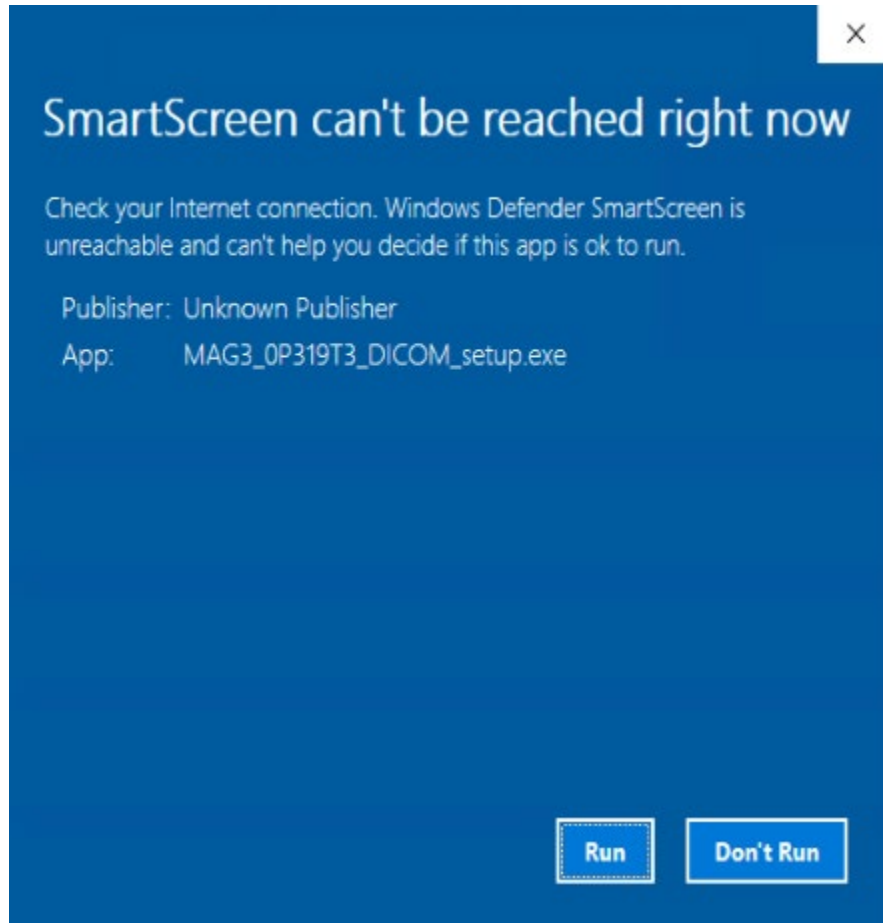 SmartScreen can't be reached right now
Check your Internet connection. Windows Defender SmartScreen is
unreachable and can't help you decide if this app is ok to run.
Publisher: Unknown Publisher
App: MAG3_0P319T3_DICOM_setup.exe
Run Don't Run